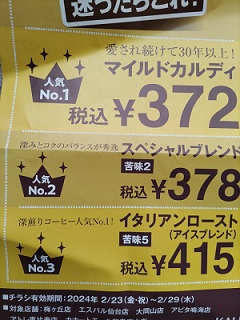 迷ったらこれ!
愛され続けて30年以上!
人気
No.1
マイルドカルディ
税込 ¥372
深みとコクのバランスが秀逸
人気
No.2
スペシャルブレンド
苦味2
税込 ¥378
深煎りコーヒー人気No.1!
人気
No.3
イタリアンロースト
(アイスブレンド)
苦味5
税込 ¥415
■チラシ有効期間:2024年 2/23(金・祝)〜2/29(木)
■対象店舗:梅ヶ丘店 エスパル仙台店 大岡山店 アピタ鳴海店